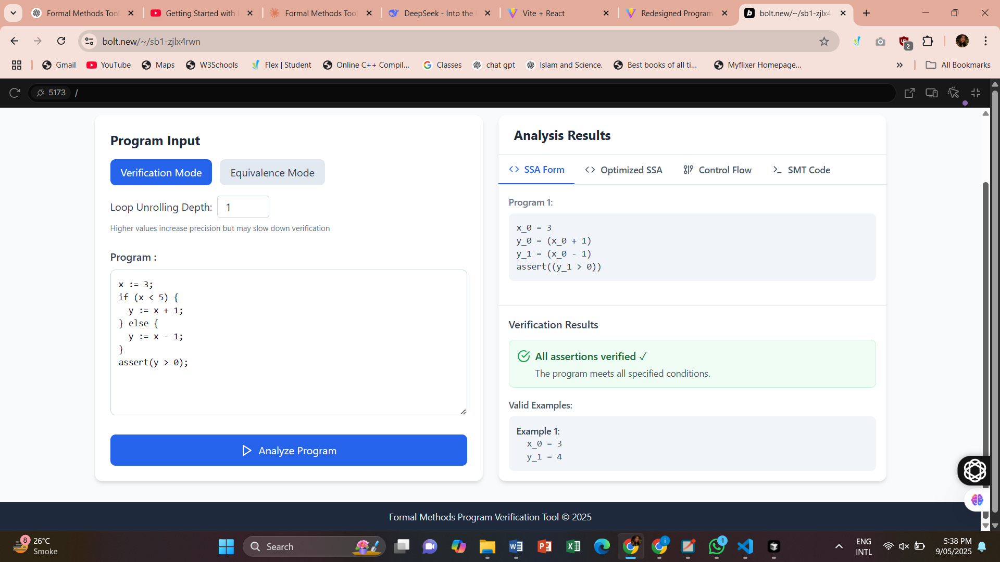 Formal Methods Tool
Getting Started with
Formal Methods Tool
DeepSeek - Into the
Vite + React
Redesigned Program
bolt.new/~/sb1-zjlx4
bolt.new/~/sb1-zjlx4rwn
2
Gmail
YouTube
Maps
W3Schools
Flex | Student
Online C++ Compil...
Classes
chat gpt
Islam and Science.
Best books of all ti...
Myflixer Homepage...
All Bookmarks
5173 /
Program Input
Verification Mode
Equivalence Mode
Loop Unrolling Depth: 1
Higher values increase precision but may slow down verification
Program :
x := 3;
if (x < 5) {
  y := x + 1;
} else {
  y := x - 1;
}
assert(y > 0);
Analyze Program
Analysis Results
<> SSA Form
<> Optimized SSA
Control Flow
SMT Code
Program 1:
x_0 = 3
y_0 = (x_0 + 1)
y_1 = (x_0 - 1)
assert((y_1 > 0))
Verification Results
All assertions verified ✓
The program meets all specified conditions.
Valid Examples:
Example 1:
x_0 = 3
y_1 = 4
Formal Methods Program Verification Tool © 2025
8
26°C
Smoke
Search
1
ENG
INTL
5:38 PM
9/05/2025